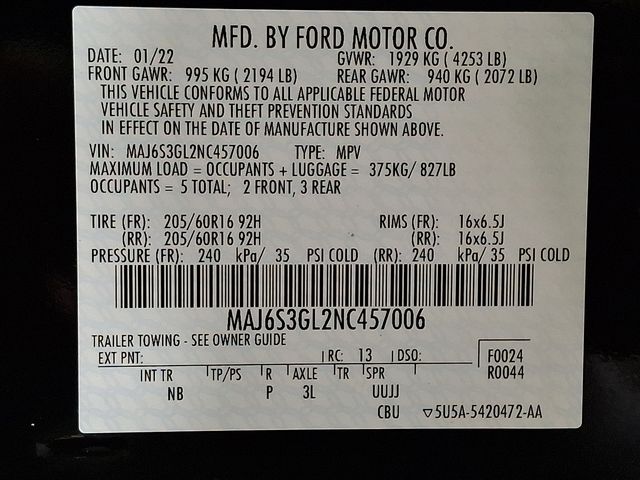 MFD. BY FORD MOTOR CO.
DATE: 01/22 GVWR: 1929 KG ( 4253 LB)
FRONT GAWR: 995 KG ( 2194 LB) REAR GAWR: 940 KG ( 2072 LB)
THIS VEHICLE CONFORMS TO ALL APPLICABLE FEDERAL MOTOR
VEHICLE SAFETY AND THEFT PREVENTION STANDARDS
IN EFFECT ON THE DATE OF MANUFACTURE SHOWN ABOVE.
VIN: MAJ6S3GL2NC457006 TYPE: MPV
MAXIMUM LOAD = OCCUPANTS + LUGGAGE = 375KG/ 827LB
OCCUPANTS = 5 TOTAL; 2 FRONT, 3 REAR
TIRE (FR): 205/60R16 92H RIMS (FR): 16x6.5J
(RR): 205/60R16 92H (RR): 16x6.5J
PRESSURE (FR): 240 kPa/ 35 PSI COLD (RR): 240 kPa/ 35 PSI COLD
MAJ6S3GL2NC457006
TRAILER TOWING - SEE OWNER GUIDE
EXT PNT: RC: 13 DSO: F0024
INT TR TP/PS R AXLE TR SPR R0044
NB P 3L UUJJ
CBU ▽5U5A-5420472-AA